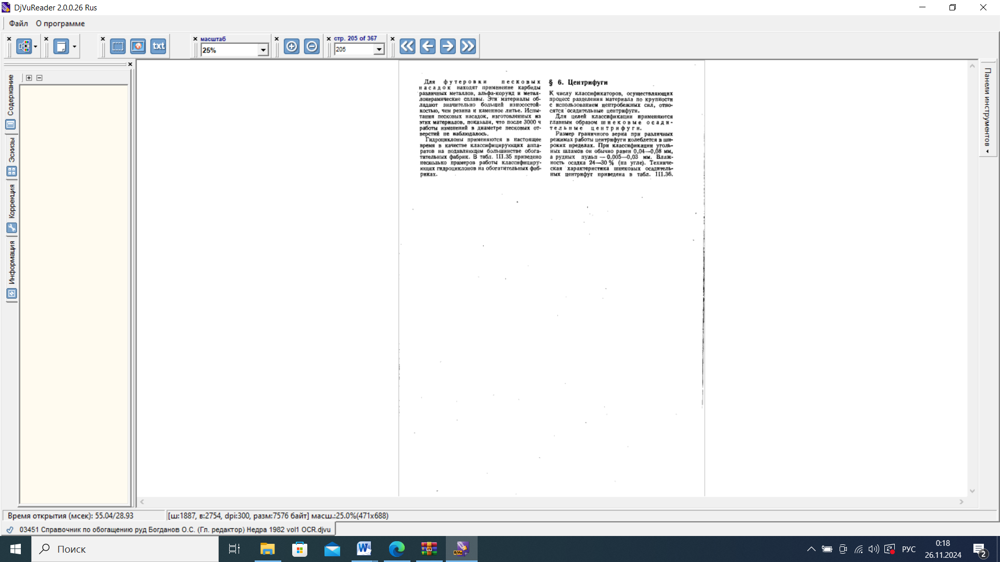 DjVuReader 2.0.0.26 Rus
Файл О программе
масштаб
25%
стр. 205 of 367
205
txt
Содержание
Эскизы
Коррекция
Информация
Панели инструментов
Для футеровки песковых
насадок находят применение карбиды
различных металлов, альфа-корунд и метал-
локерамические сплавы. Эти материалы об-
ладают значительно большей износостой-
костью, чем резина и каменное литье. Испы-
тания песковых насадок, изготовленных из
этих материалов, показали, что после 3000 ч
работы изменений в диаметре песковых от-
верстий не наблюдалось.
Гидроциклоны применяются в настоящее
время в качестве классифицирующих аппа-
ратов на подавляющем большинстве обога-
тительных фабрик. В табл. III.35 приведено
несколько примеров работы классифициру-
ющих гидроциклонов на обогатительных фаб-
риках.
§ 6. Центрифуги
К числу классификаторов, осуществляющих
процесс разделения материала по крупности
с использованием центробежных сил, отно-
сятся осадительные центрифуги.
Для целей классификации применяются
главным образом шнековые осади-
тельные центрифуги.
Размер граничного зерна при различных
режимах работы центрифуги колеблется в ши-
роких пределах. При классификации уголь-
ных шламов он обычно равен 0,04—0,08 мм,
а рудных пульп — 0.005—0,03 мм. Влаж-
ность осадка 24—30 % (на угле). Техниче-
ская характеристика шнековых осадитель-
ных центрифуг приведена в табл. III.36.
Время открытия (мсек): 55.04/28.93
[ш:1887, в:2754, dpi:300, разм:7576 байт] масш.:25.0%(471x688)
03451 Справочник по обогащению руд Богданов О.С. (Гл. редактор) Недра 1982 vol1 OCR.djvu
Поиск
РУС
0:18
26.11.2024
2